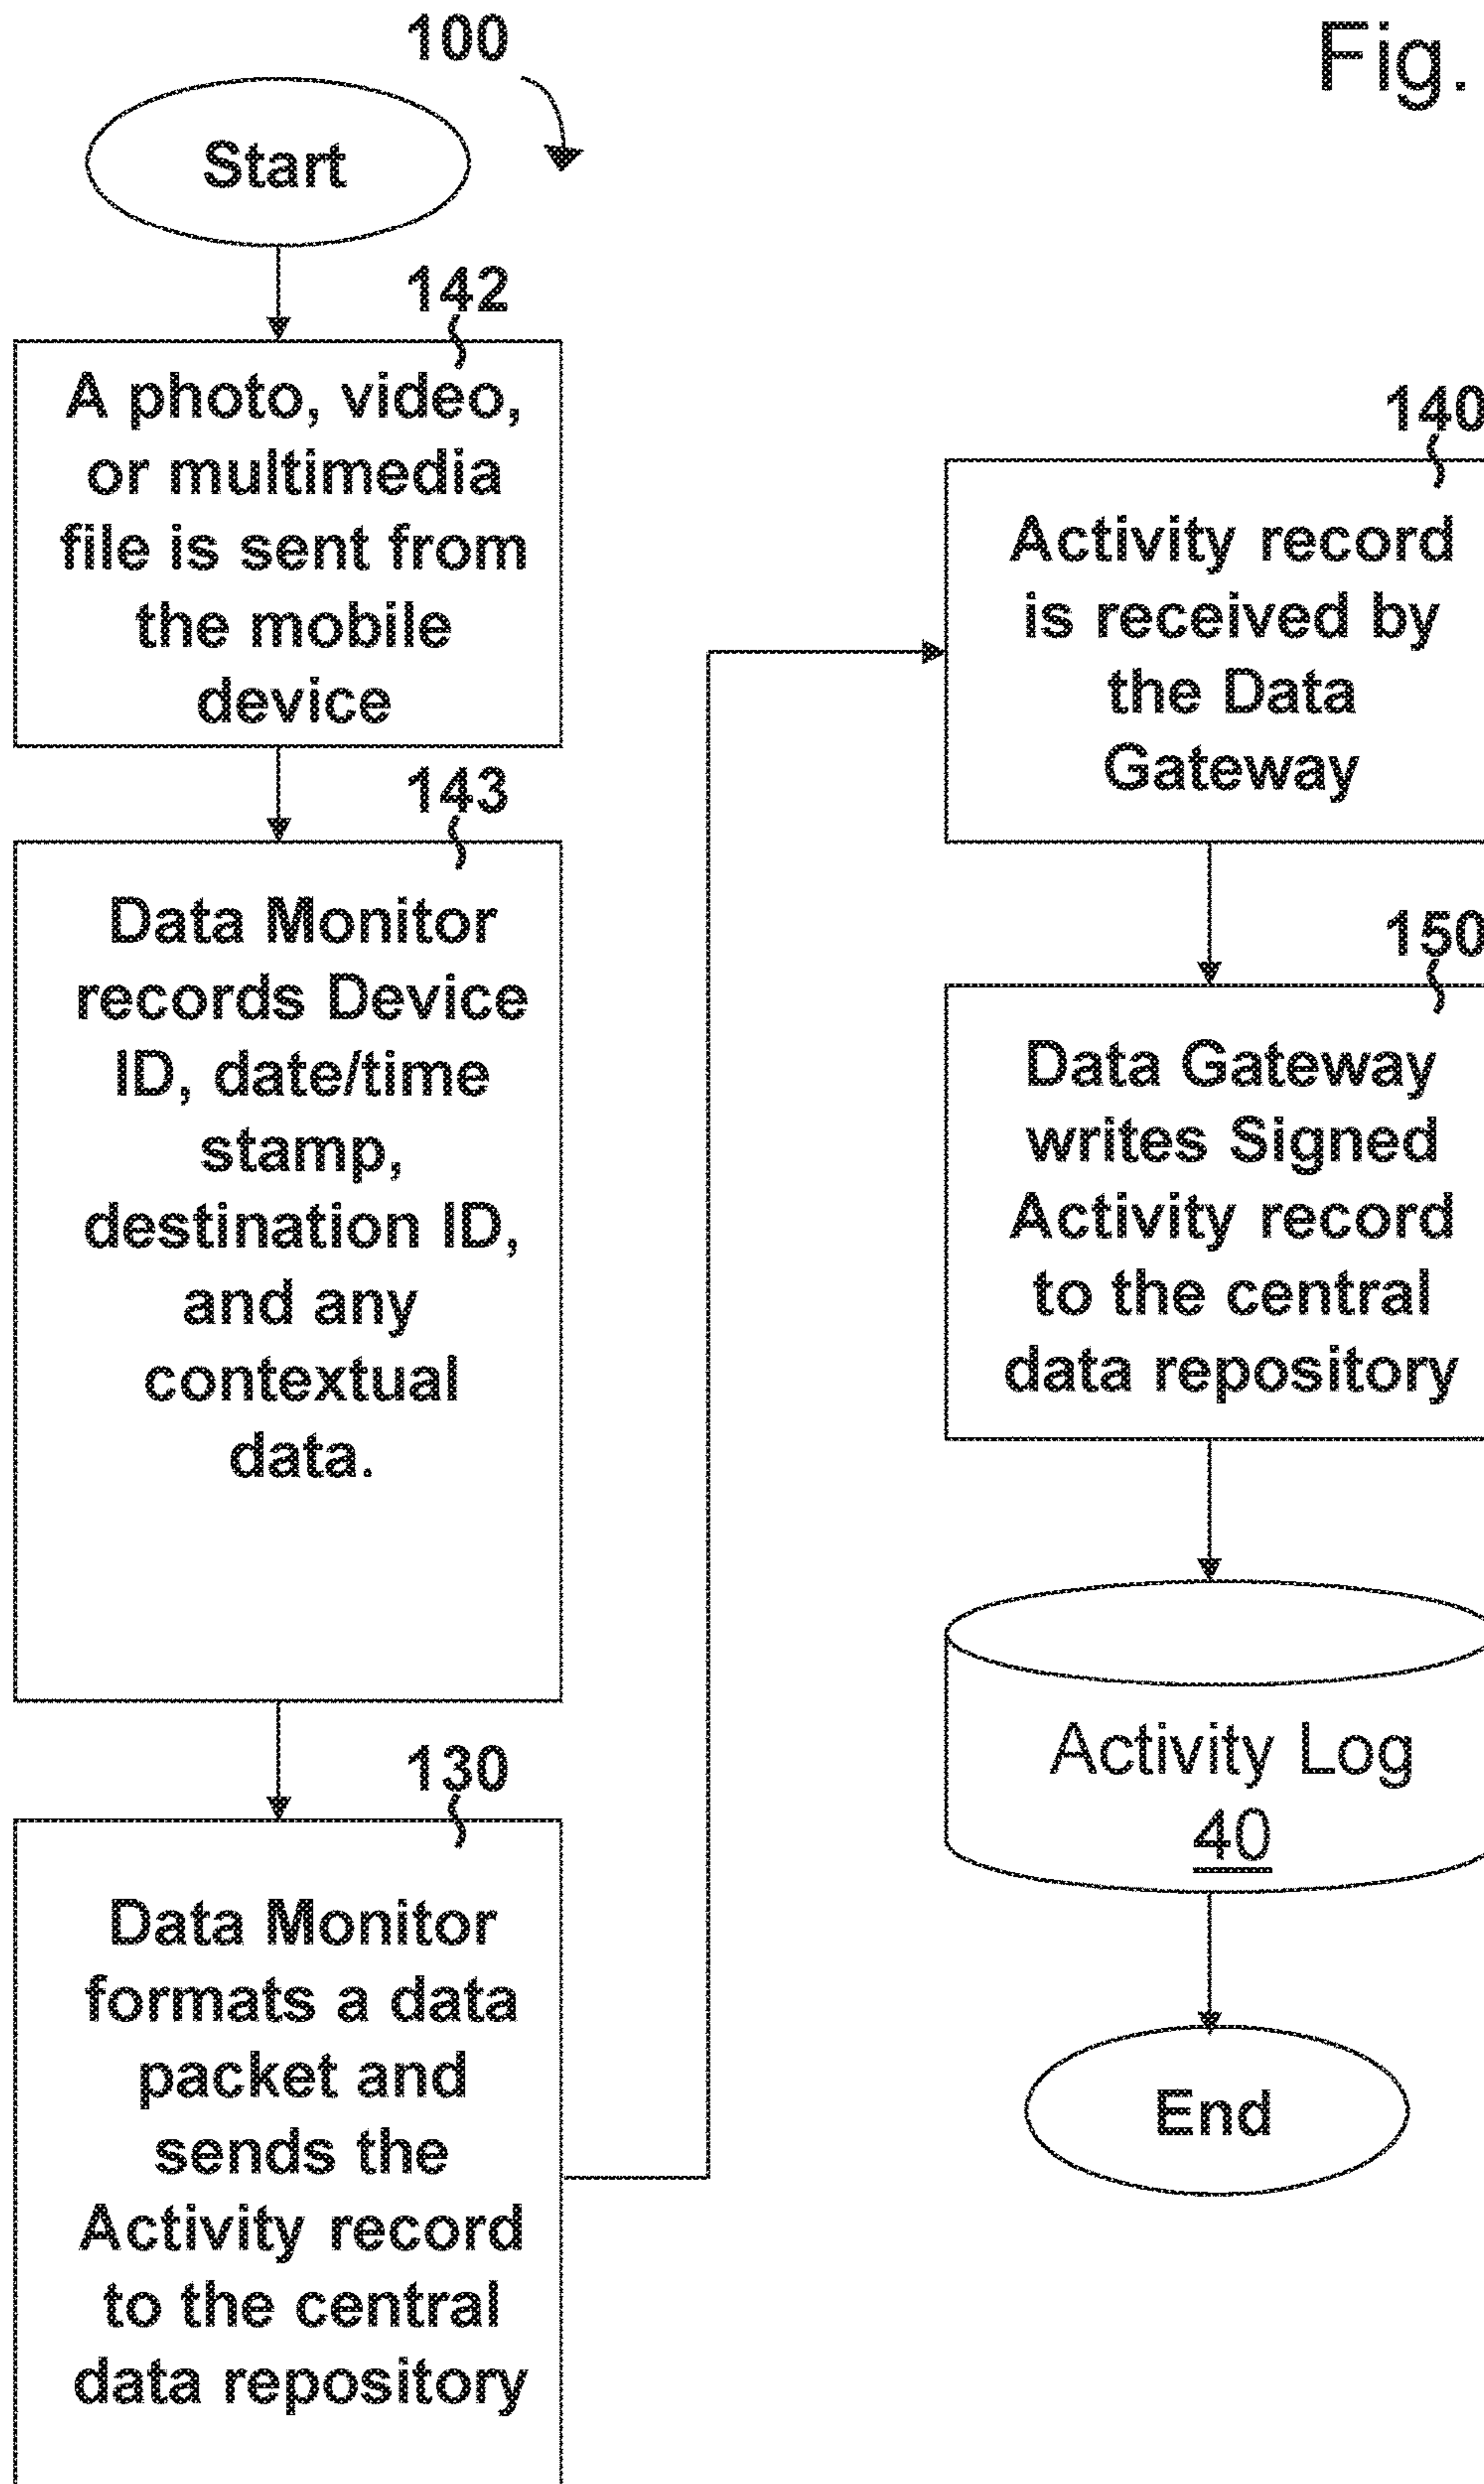 100
Fig.
Start
142
A photo, video,
or multimedia
file is sent from
the mobile
device
143
Data Monitor
records Device
ID, date/time
stamp,
destination ID,
and any
contextual
data.
130
Data Monitor
formats a data
packet and
sends the
Activity record
to the central
data repository
140
Activity record
is received by
the Data
Gateway
150
Data Gateway
writes Signed
Activity record
to the central
data repository
Activity Log
40
End